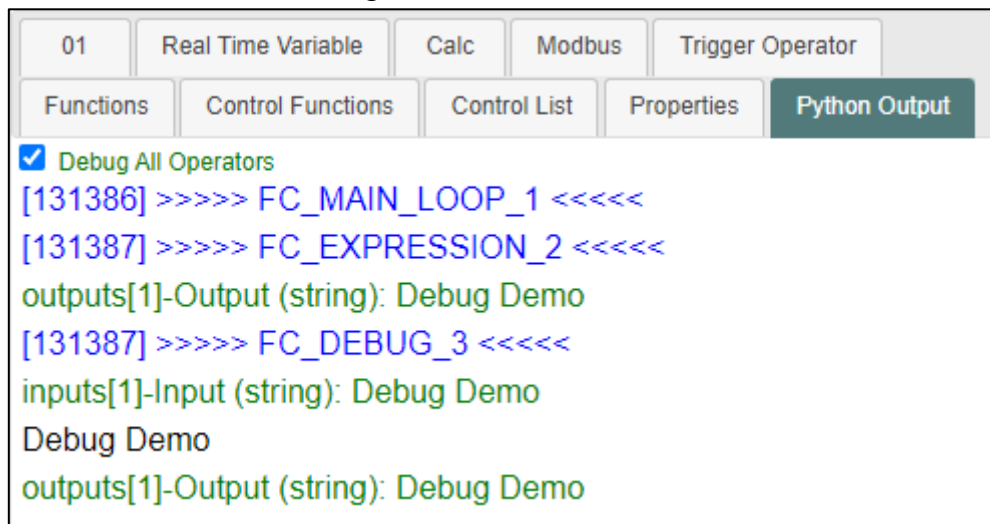 01 Real Time Variable Calc Modbus Trigger Operator
Functions Control Functions Control List Properties Python Output
Debug All Operators
[131386] >>>>> FC_MAIN_LOOP_1 <<<<<
[131387] >>>>> FC_EXPRESSION_2 <<<<<
outputs[1]-Output (string): Debug Demo
[131387] >>>>> FC_DEBUG_3 <<<<<
inputs[1]-Input (string): Debug Demo
Debug Demo
outputs[1]-Output (string): Debug Demo